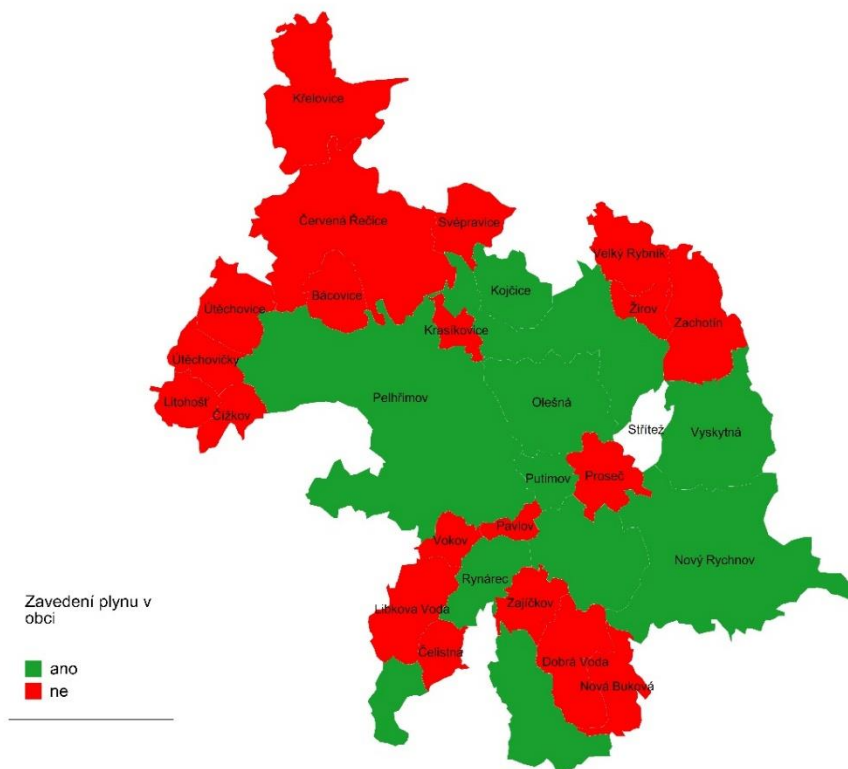 Křelovice
Červená Řečice
Svépravice
Velký Rybník
Kojčice
Bácovice
Útěchovice
Žirov
Zachotín
Krasíkovice
Útěchovičky
Pelhřimov
Olešná
Litohošť
Čížkov
Střítež
Vyskytná
Putimov
Proseč
Pavlov
Vokov
Nový Rychnov
Rynárec
Zajíčkov
Libkova Voda
Čelistná
Dobrá Voda
Nová Buková
Zavedení plynu v
obci
ano
ne